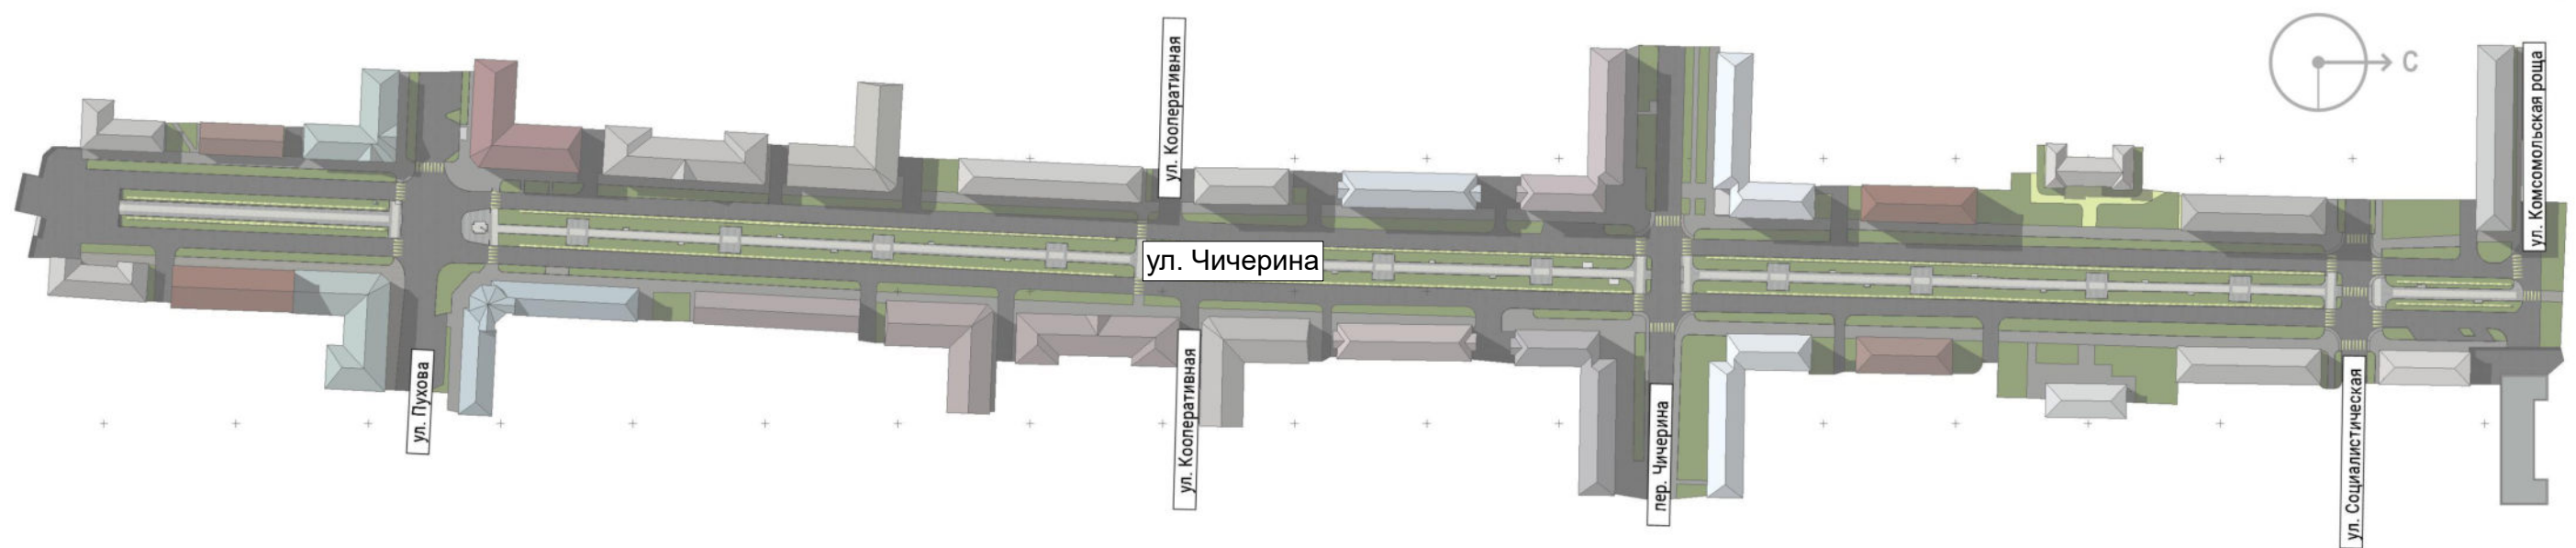 ул. Кооперативная
С
ул. Комсомольская роща
ул. Чичерина
ул. Пухова
ул. Кооперативная
пер. Чичерина
ул. Социалистическая